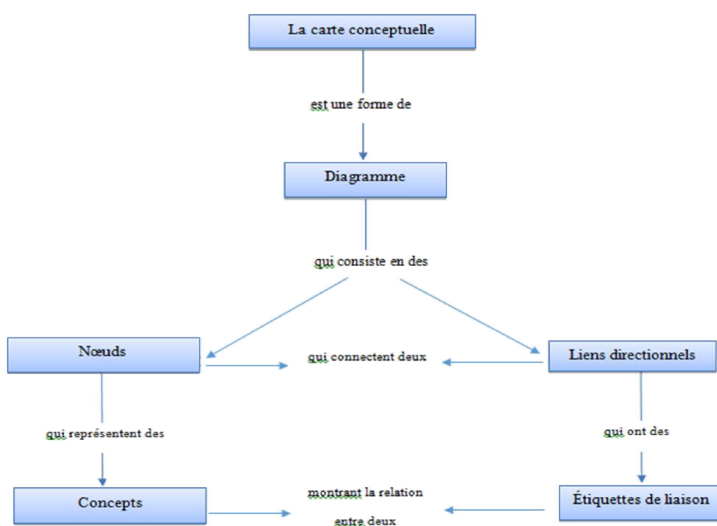 La carte conceptuelle
est une forme de
Diagramme
qui consiste en des
Nœuds
qui connectent deux
Liens directionnels
qui représentent des
qui ont des
Concepts
montrant la relation
entre deux
Étiquettes de liaison